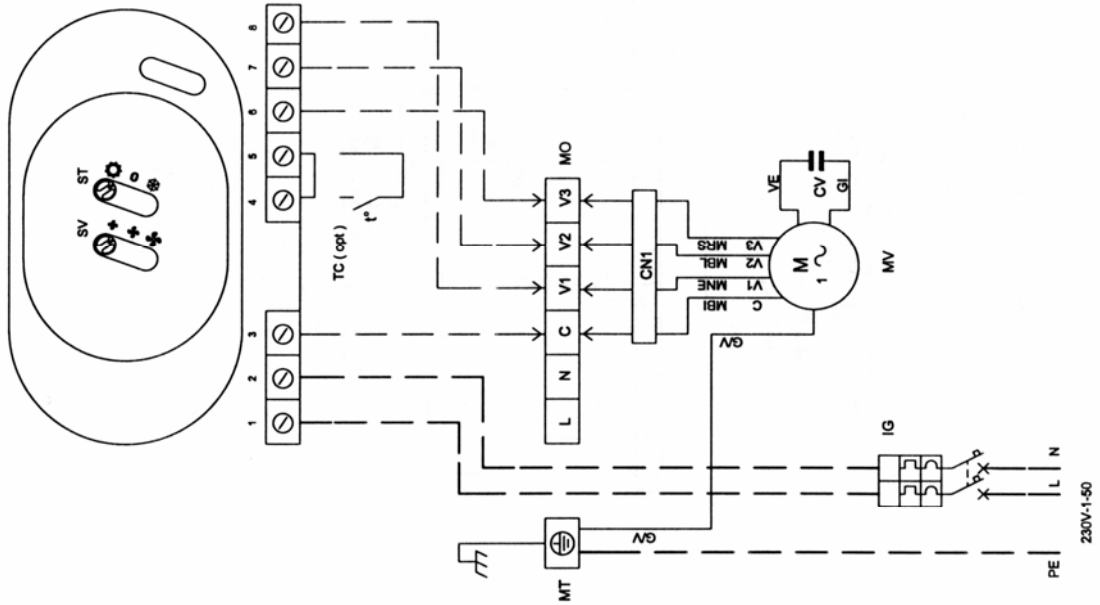 SV
ST
0
1
2
3
4
5
6
7
8
TC ( opt )
t°
MO
L
N
C
V1
V2
V3
CN1
MBI
MNE
MBL
MRS
C
V1
V2
V3
G/V
M
1
MV
VE
CV
GI
IG
MT
G/V
PE
L
N
230V-1-50